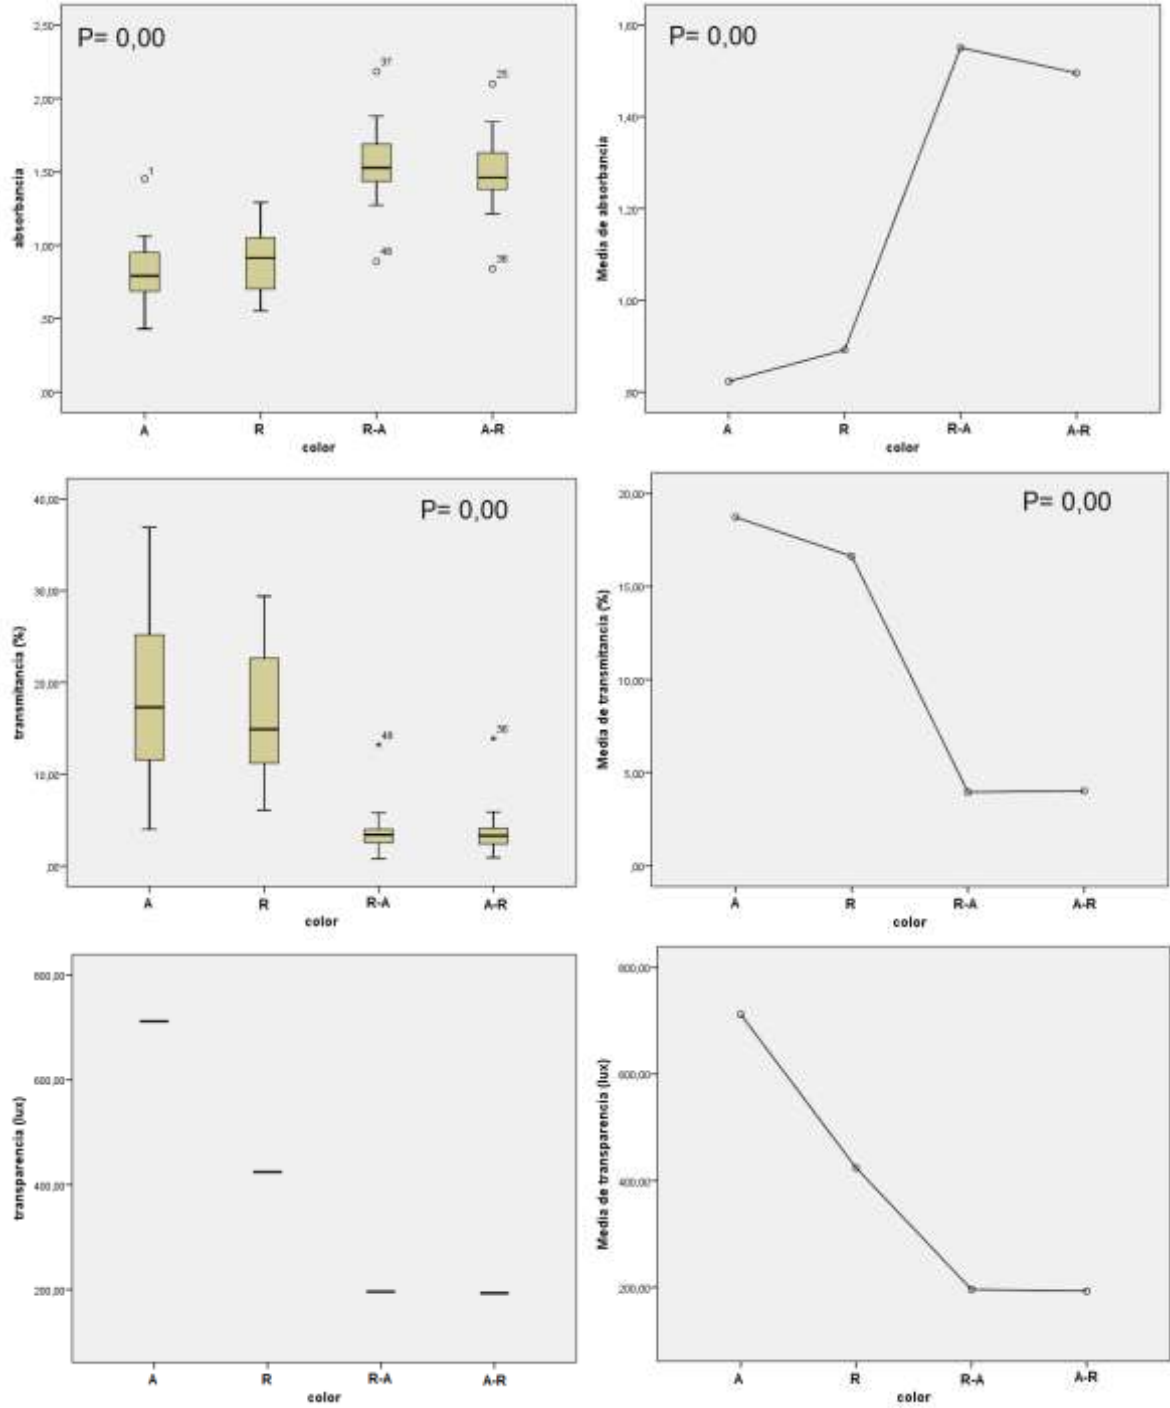 P= 0,00
2,50
2,00
1,50
1,00
,50
,00
absorbancia
1
37
48
25
36
A
R
R-A
A-R
color
P= 0,00
1,60
1,40
1,20
1,00
,80
Media de absorbancia
A
R
R-A
A-R
color
P= 0,00
40,00
30,00
20,00
10,00
,00
transmitancia (%)
48
36
A
R
R-A
A-R
color
P= 0,00
20,00
15,00
10,00
5,00
,00
Media de transmitancia (%)
A
R
R-A
A-R
color
800,00
600,00
400,00
200,00
transparencia (lux)
A
R
R-A
A-R
color
800,00
600,00
400,00
200,00
Media de transparencia (lux)
A
R
R-A
A-R
color